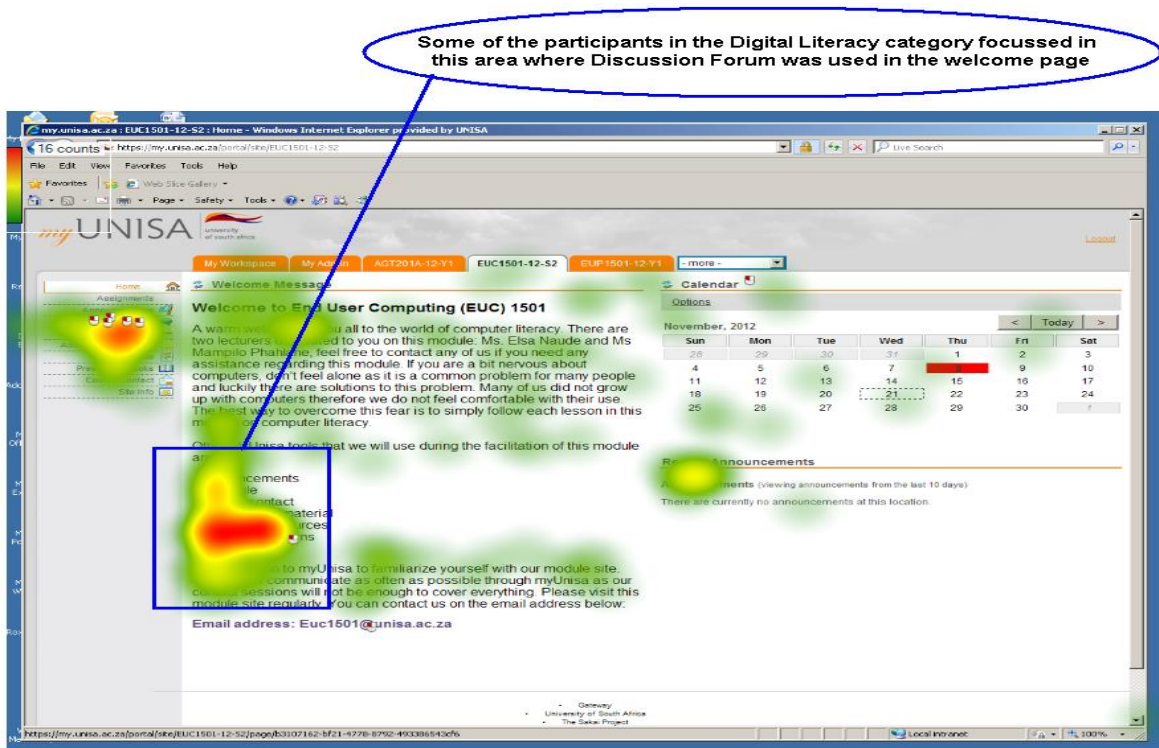 Some of the participants in the Digital Literacy category focussed in
this area where Discussion Forum was used in the welcome page
my.unisa.ac.za : EUC1501-12-S2 : Home - Windows Internet Explorer provided by UNISA
16 counts https://my.unisa.ac.za/portal/site/EUC1501-12-S2
Live Search
File Edit View Favorites Tools Help
Favorites Web Slice Gallery
Page Safety Tools
my UNISA university of south africa
Logout
My Workspace My Admin AGT201A-12-Y1 EUC1501-12-S2 EUP1501-12-Y1 - more -
Home
Assignments
Contact
Site Info
Welcome Message
Welcome to End User Computing (EUC) 1501
A warm you all to the world of computer literacy. There are
two lecturers to you on this module: Ms. Elsa Naude and Ms
Mampilo Phahlane, feel free to contact any of us if you need any
assistance regarding this module. If you are a bit nervous about
computers, don't feel alone as it is a common problem for many people
and luckily there are solutions to this problem. Many of us did not grow
up with computers therefore we do not feel comfortable with their use.
The best way to overcome this fear is to simply follow each lesson in this
computer literacy.
Unisa tools that we will use during the facilitation of this module
to myUnisa to familiarize yourself with our module site.
communicate as often as possible through myUnisa as our
sessions will not be enough to cover everything. Please visit this
module site regularly. You can contact us on the email address below:
Email address: Euc1501@unisa.ac.za
Calendar
Options
November, 2012
< Today >
Sun Mon Tue Wed Thu Fri Sat
28 29 30 31 1 2 3
4 5 6 7 8 9 10
11 12 13 14 15 16 17
18 19 20 21 22 23 24
25 26 27 28 29 30 1
Announcements
(viewing announcements from the last 10 days)
There are currently no announcements at this location.
Gateway
University of South Africa
The Sakai Project
https://my.unisa.ac.za/portal/site/EUC1501-12-S2/page/b3107162-bf21-4778-8792-493386543cf6
Local intranet
100%